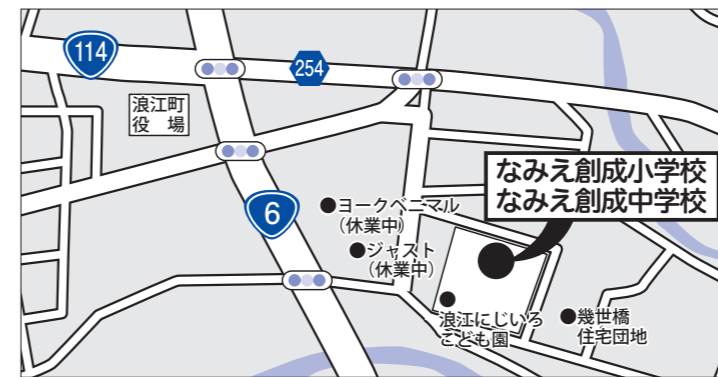 114
254
浪江町
役　場
6
なみえ創成小学校
なみえ創成中学校
●ヨークベニマル
（休業中）
●ジャスト
（休業中）
浪江にじいろ
こども園
●幾世橋
住宅団地